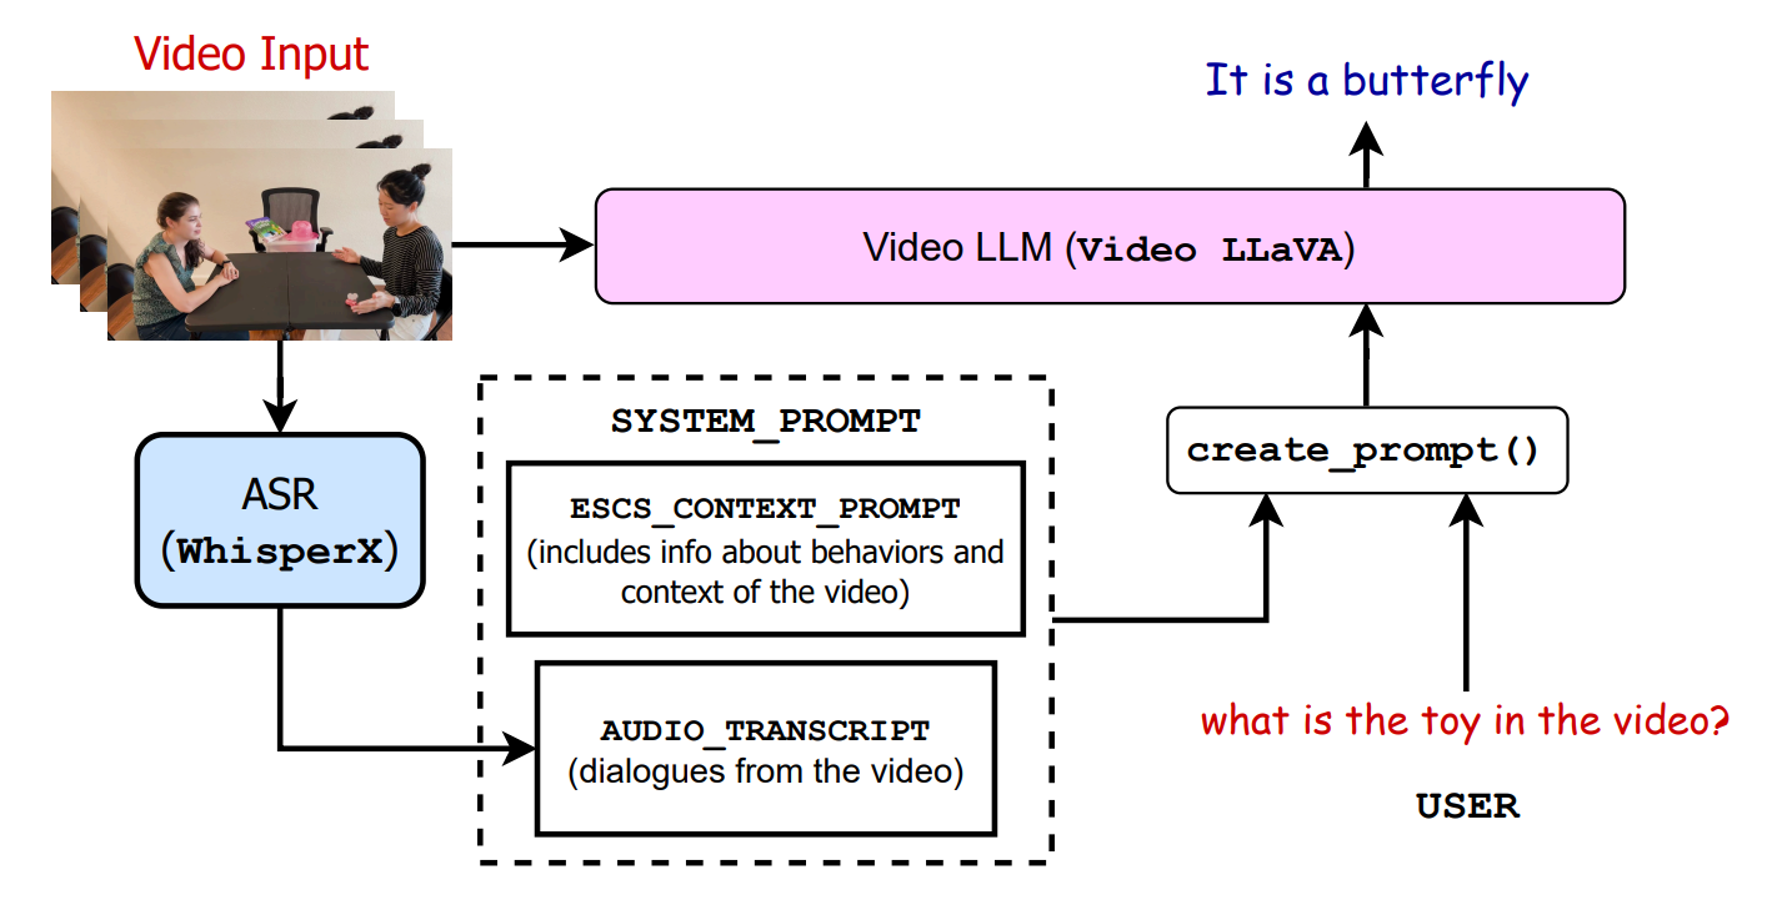 Video Input
It is a butterfly
Video LLM (Video LLaVA)
SYSTEM_PROMPT
ASR
(WhisperX)
ESCS_CONTEXT_PROMPT
(includes info about behaviors and
context of the video)
create_prompt()
AUDIO_TRANSCRIPT
(dialogues from the video)
what is the toy in the video?
USER